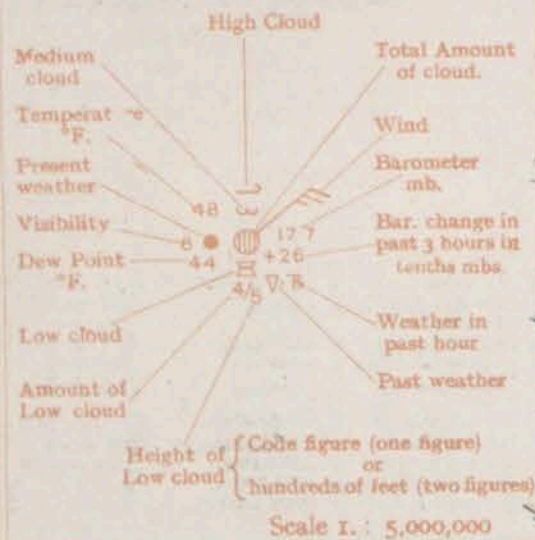 High Cloud
Medium
cloud
Total Amount
of cloud.
Temperat e
°F.
Wind
Present
weather
Barometer
mb.
48
Visibility
6
177
Bar. change in
past 3 hours in
tenths mbs
Dew Point
°F.
44
+26
4/5
Low cloud
Weather in
past hour
Amount of
Low cloud
Past weather
Height of
Low cloud
Code figure (one figure)
or
hundreds of feet (two figures)
Scale 1. : 5,000,000